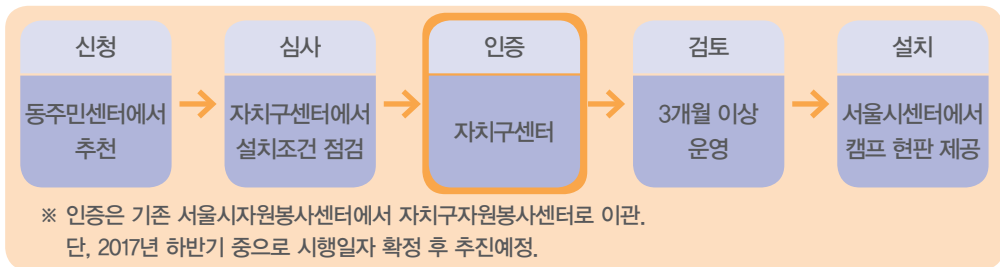 신청
동주민센터에서
추천
심사
자치구센터에서
설치조건 점검
인증
자치구센터
검토
3개월 이상
운영
설치
서울시센터에서
캠프 현판 제공
※ 인증은 기존 서울시자원봉사센터에서 자치구자원봉사센터로 이관.
단, 2017년 하반기 중으로 시행일자 확정 후 추진예정.